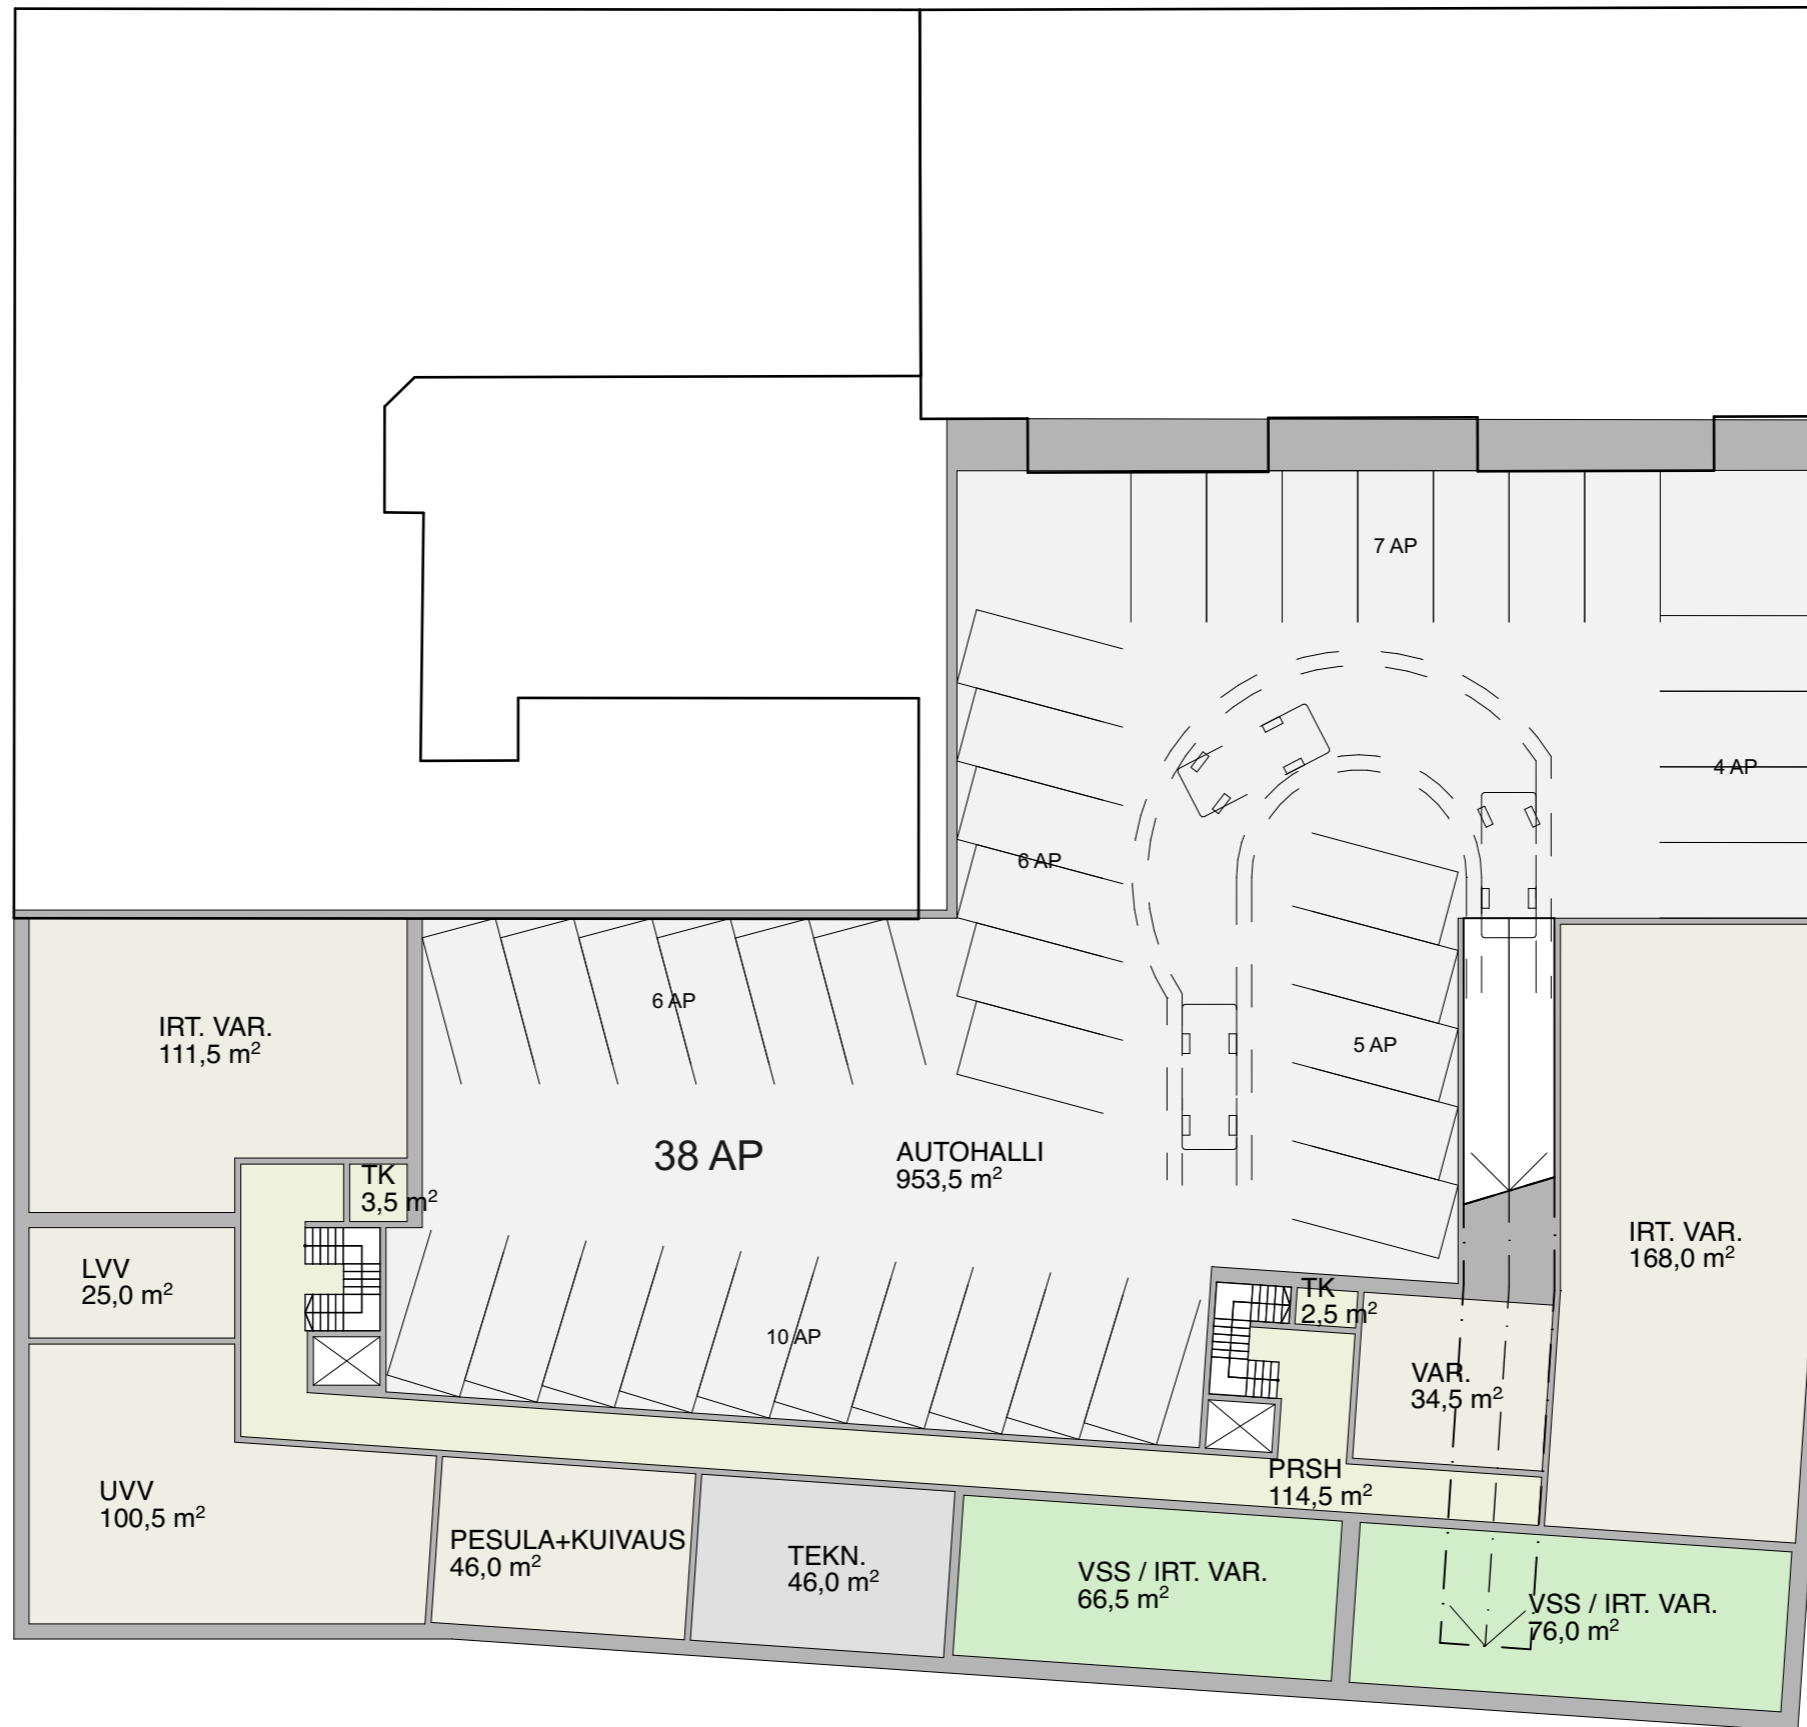 7 AP
4 AP
6 AP
6 AP
5 AP
IRT. VAR.
111,5 m²
38 AP
AUTOHALLI
953,5 m²
TK
3,5 m²
IRT. VAR.
168,0 m²
LVV
25,0 m²
TK
2,5 m²
10 AP
VAR.
34,5 m²
PRSH
114,5 m²
UVV
100,5 m²
PESULA+KUIVAUS
46,0 m²
TEKN.
46,0 m²
VSS / IRT. VAR.
66,5 m²
VSS / IRT. VAR.
76,0 m²